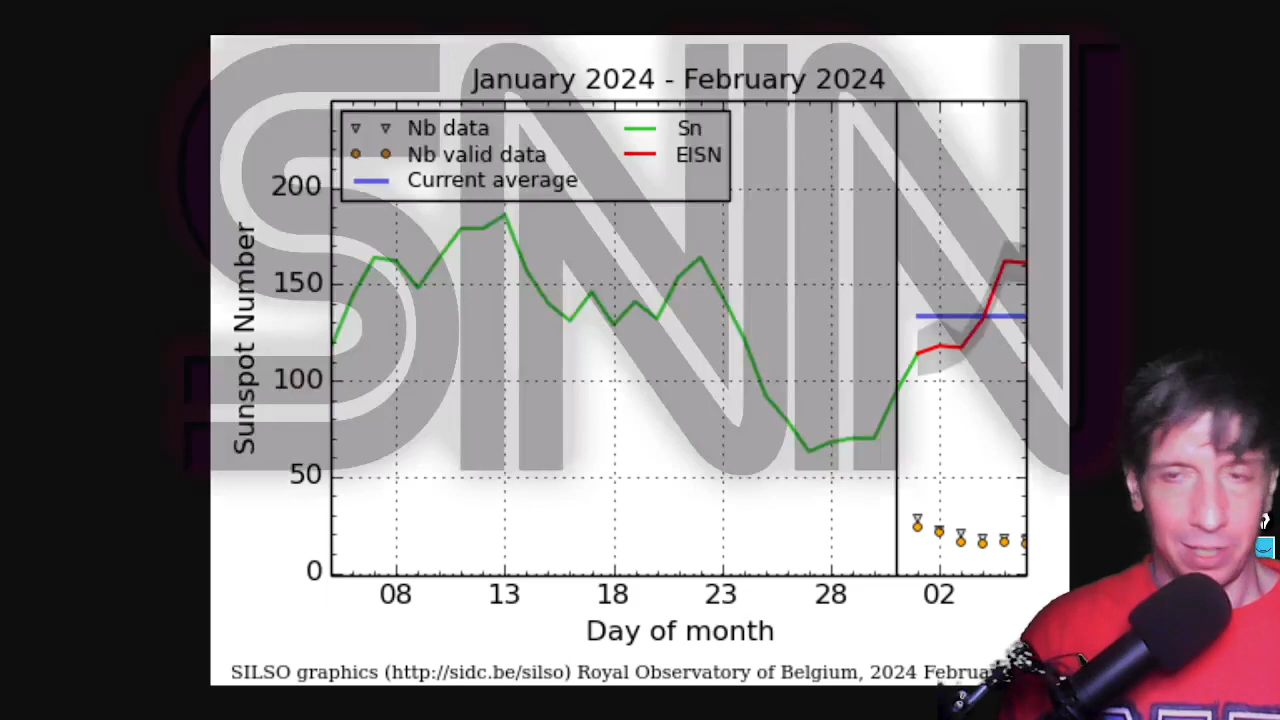 SNN
January 2024 - February 2024
Nb data
Sn
Nb valid data
EISN
Current average
Sunspot Number
200
150
100
50
0
08 13 18 23 28 02
Day of month
SILSO graphics (http://sidc.be/silso) Royal Observatory of Belgium, 2024